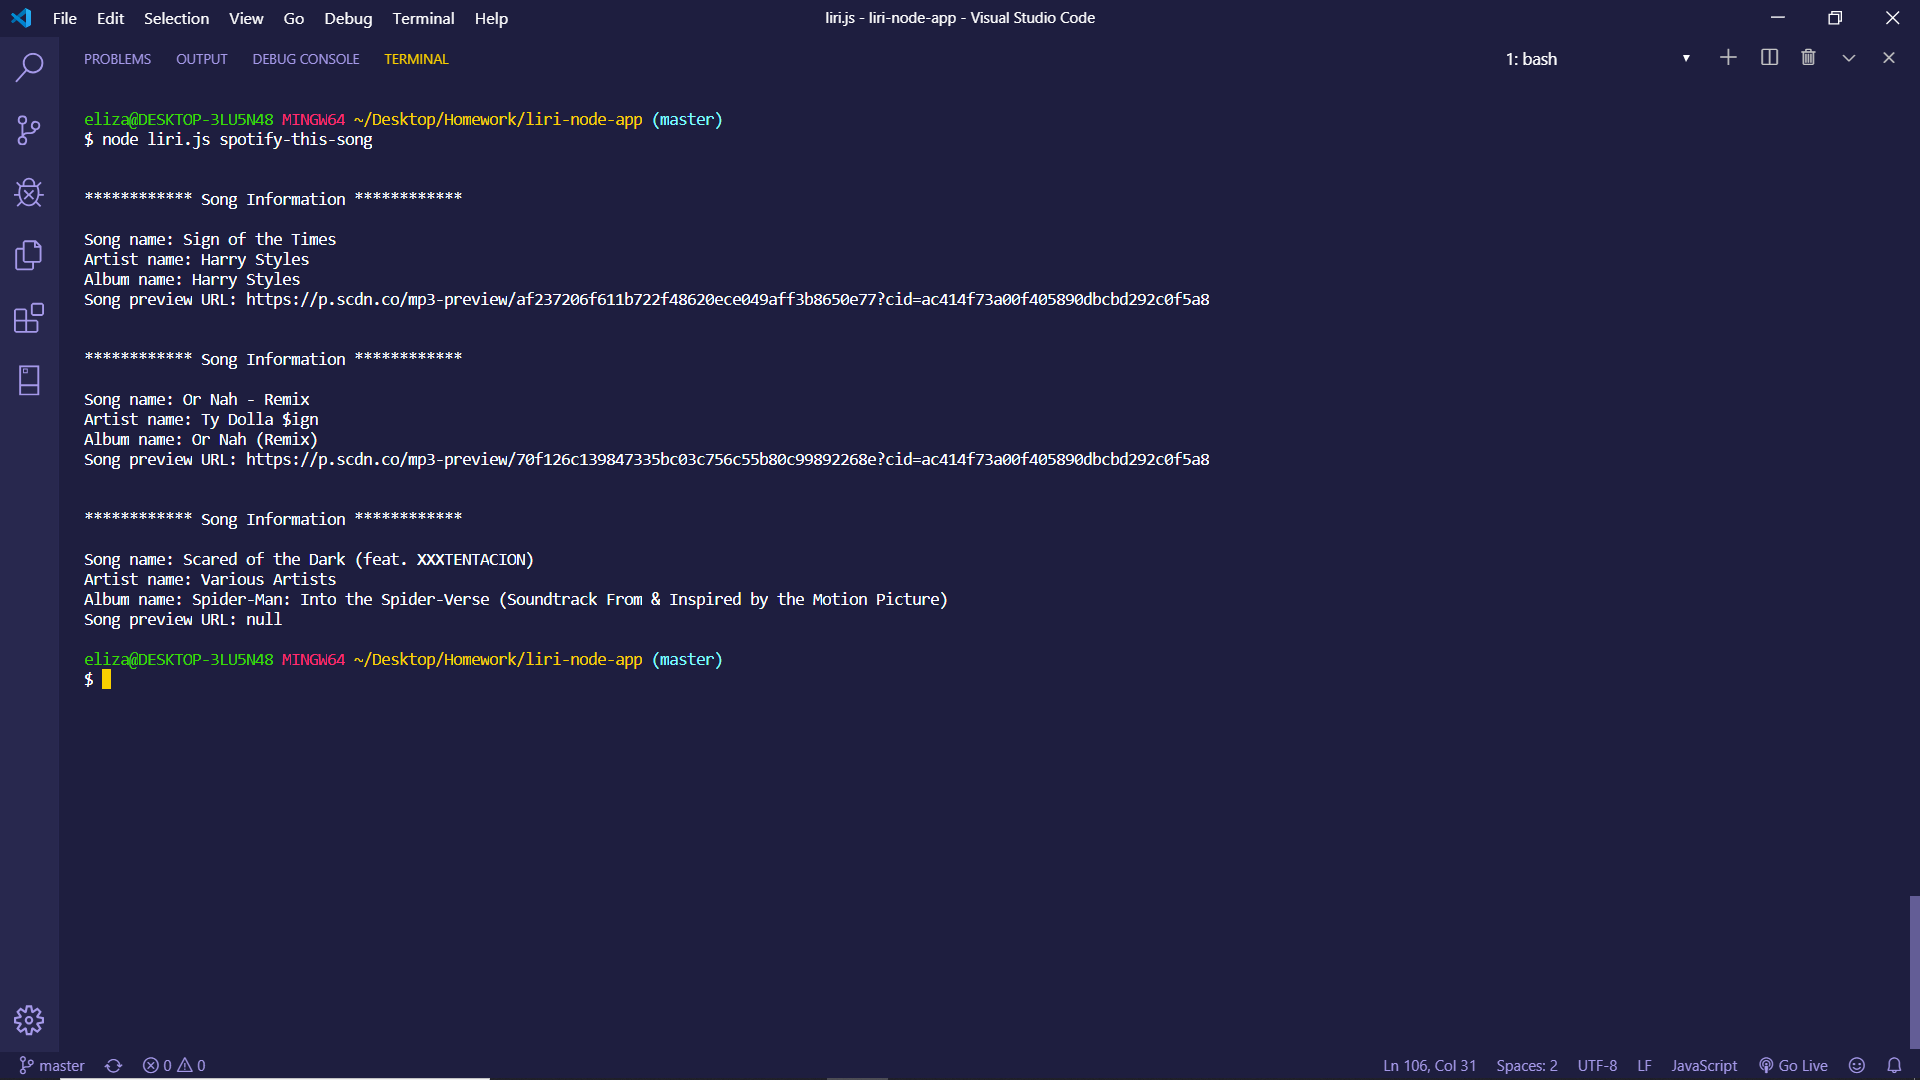 File Edit Selection View Go Debug Terminal Help
liri.js - liri-node-app - Visual Studio Code
PROBLEMS OUTPUT DEBUG CONSOLE TERMINAL
1: bash
eliza@DESKTOP-3LU5N48 MINGW64 ~/Desktop/Homework/liri-node-app (master)
$ node liri.js spotify-this-song
************ Song Information ************
Song name: Sign of the Times
Artist name: Harry Styles
Album name: Harry Styles
Song preview URL: https://p.scdn.co/mp3-preview/af237206f611b722f48620ece049aff3b8650e77?cid=ac414f73a00f405890dbcbd292c0f5a8
************ Song Information ************
Song name: Or Nah - Remix
Artist name: Ty Dolla $ign
Album name: Or Nah (Remix)
Song preview URL: https://p.scdn.co/mp3-preview/70f126c139847335bc03c756c55b80c99892268e?cid=ac414f73a00f405890dbcbd292c0f5a8
************ Song Information ************
Song name: Scared of the Dark (feat. XXXTENTACION)
Artist name: Various Artists
Album name: Spider-Man: Into the Spider-Verse (Soundtrack From & Inspired by the Motion Picture)
Song preview URL: null
eliza@DESKTOP-3LU5N48 MINGW64 ~/Desktop/Homework/liri-node-app (master)
$
master 0 0 Ln 106, Col 31 Spaces: 2 UTF-8 LF JavaScript Go Live